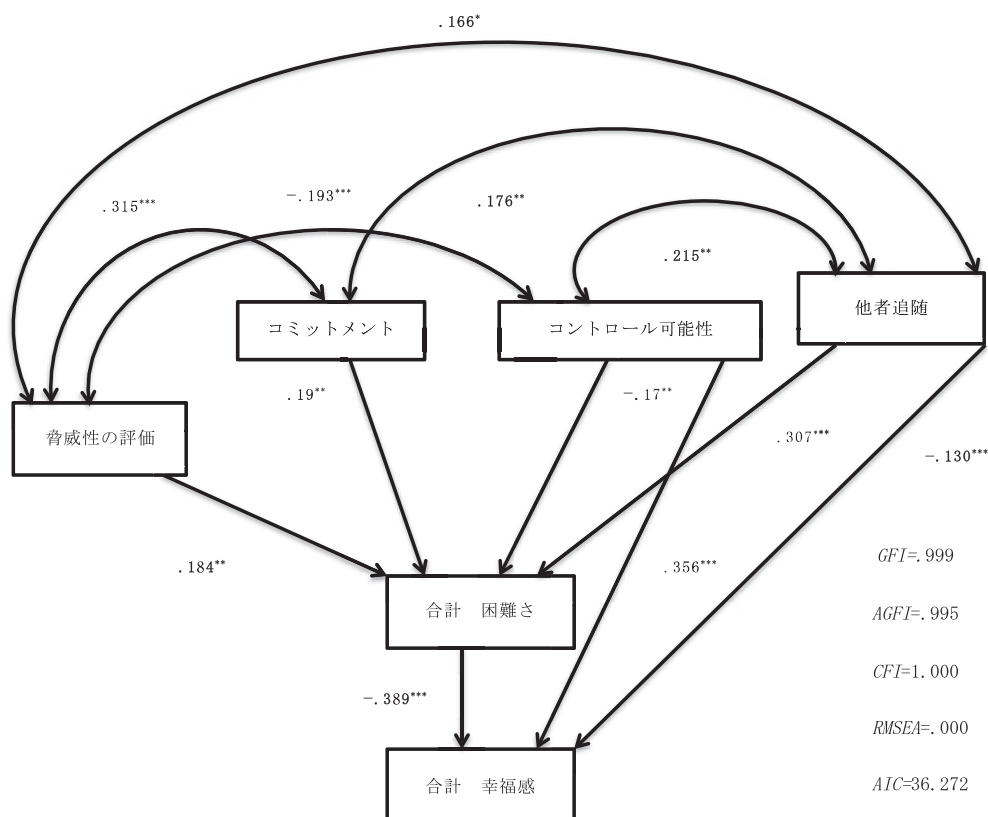 .166*
.315***
−.193***
.176**
.215**
他者追随
コミットメント
コントロール可能性
.19**
−.17**
脅威性の評価
.307***
−.130***
.184**
.356***
GFI=.999
合計　困難さ
AGFI=.995
CFI=1.000
−.389***
RMSEA=.000
合計　幸福感
AIC=36.272